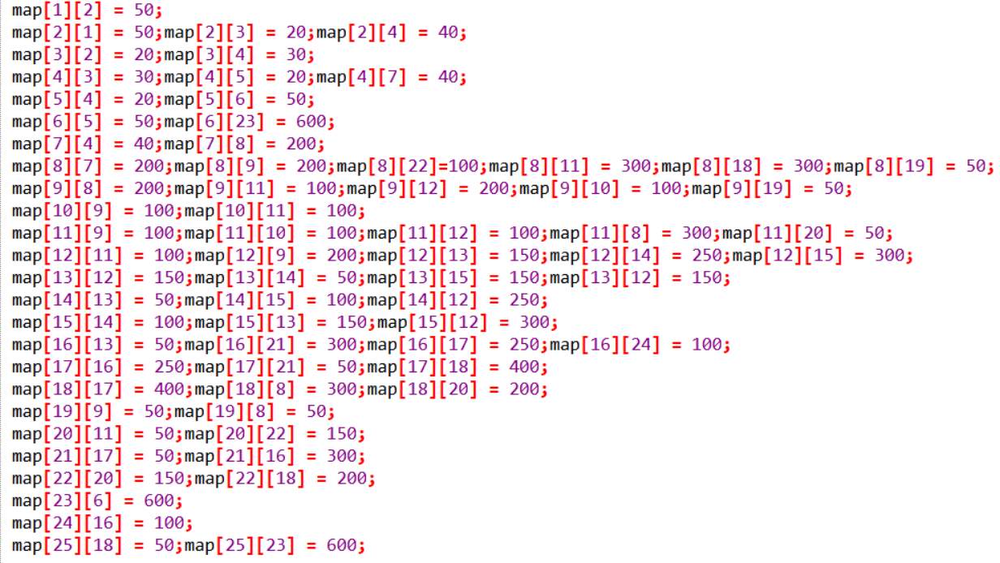 map[1][2] = 50;
map[2][1] = 50;map[2][3] = 20;map[2][4] = 40;
map[3][2] = 20;map[3][4] = 30;
map[4][3] = 30;map[4][5] = 20;map[4][7] = 40;
map[5][4] = 20;map[5][6] = 50;
map[6][5] = 50;map[6][23] = 600;
map[7][4] = 40;map[7][8] = 200;
map[8][7] = 200;map[8][9] = 200;map[8][22]=100;map[8][11] = 300;map[8][18] = 300;map[8][19] = 50;
map[9][8] = 200;map[9][11] = 100;map[9][12] = 200;map[9][10] = 100;map[9][19] = 50;
map[10][9] = 100;map[10][11] = 100;
map[11][9] = 100;map[11][10] = 100;map[11][12] = 100;map[11][8] = 300;map[11][20] = 50;
map[12][11] = 100;map[12][9] = 200;map[12][13] = 150;map[12][14] = 250;map[12][15] = 300;
map[13][12] = 150;map[13][14] = 50;map[13][15] = 150;map[13][12] = 150;
map[14][13] = 50;map[14][15] = 100;map[14][12] = 250;
map[15][14] = 100;map[15][13] = 150;map[15][12] = 300;
map[16][13] = 50;map[16][21] = 300;map[16][17] = 250;map[16][24] = 100;
map[17][16] = 250;map[17][21] = 50;map[17][18] = 400;
map[18][17] = 400;map[18][8] = 300;map[18][20] = 200;
map[19][9] = 50;map[19][8] = 50;
map[20][11] = 50;map[20][22] = 150;
map[21][17] = 50;map[21][16] = 300;
map[22][20] = 150;map[22][18] = 200;
map[23][6] = 600;
map[24][16] = 100;
map[25][18] = 50;map[25][23] = 600;